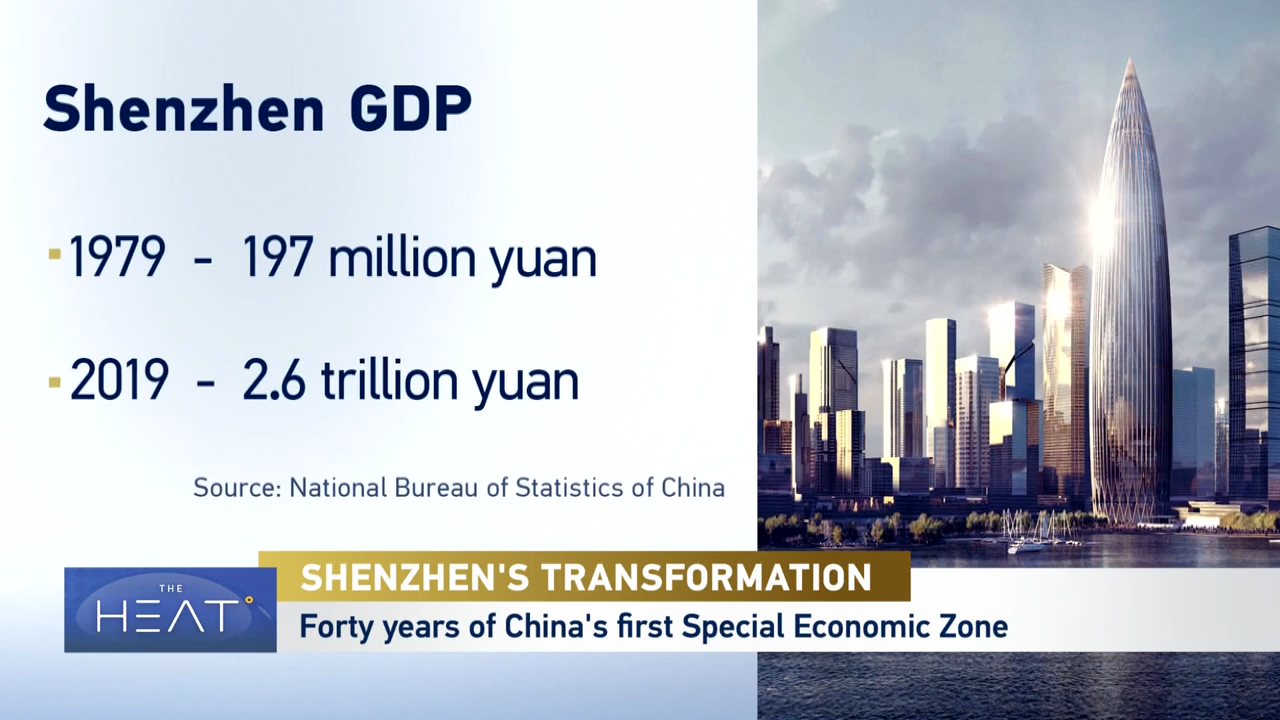 Shenzhen GDP
1979 - 197 million yuan
2019 - 2.6 trillion yuan
Source: National Bureau of Statistics of China
SHENZHEN'S TRANSFORMATION
THE
HEAT
Forty years of China's first Special Economic Zone